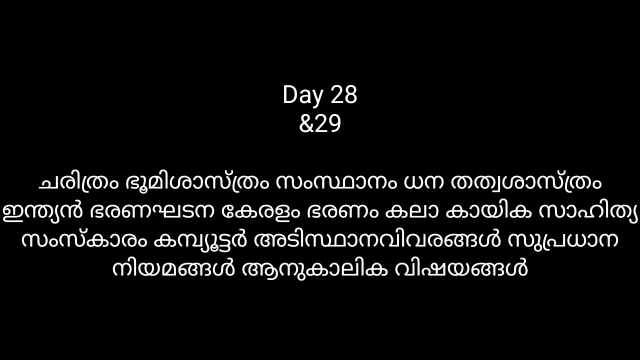 Day 28
&29
ചരിത്രം ഭൂമിശാസ്ത്രം സംസ്ഥാനം ധന തത്വശാസ്ത്രം
ഇന്ത്യൻ ഭരണഘടന കേരളം ഭരണം കലാ കായിക സാഹിത്യ
സംസ്കാരം കമ്പ്യൂട്ടർ അടിസ്ഥാനവിവരങ്ങൾ സുപ്രധാന
നിയമങ്ങൾ ആനുകാലിക വിഷയങ്ങൾ